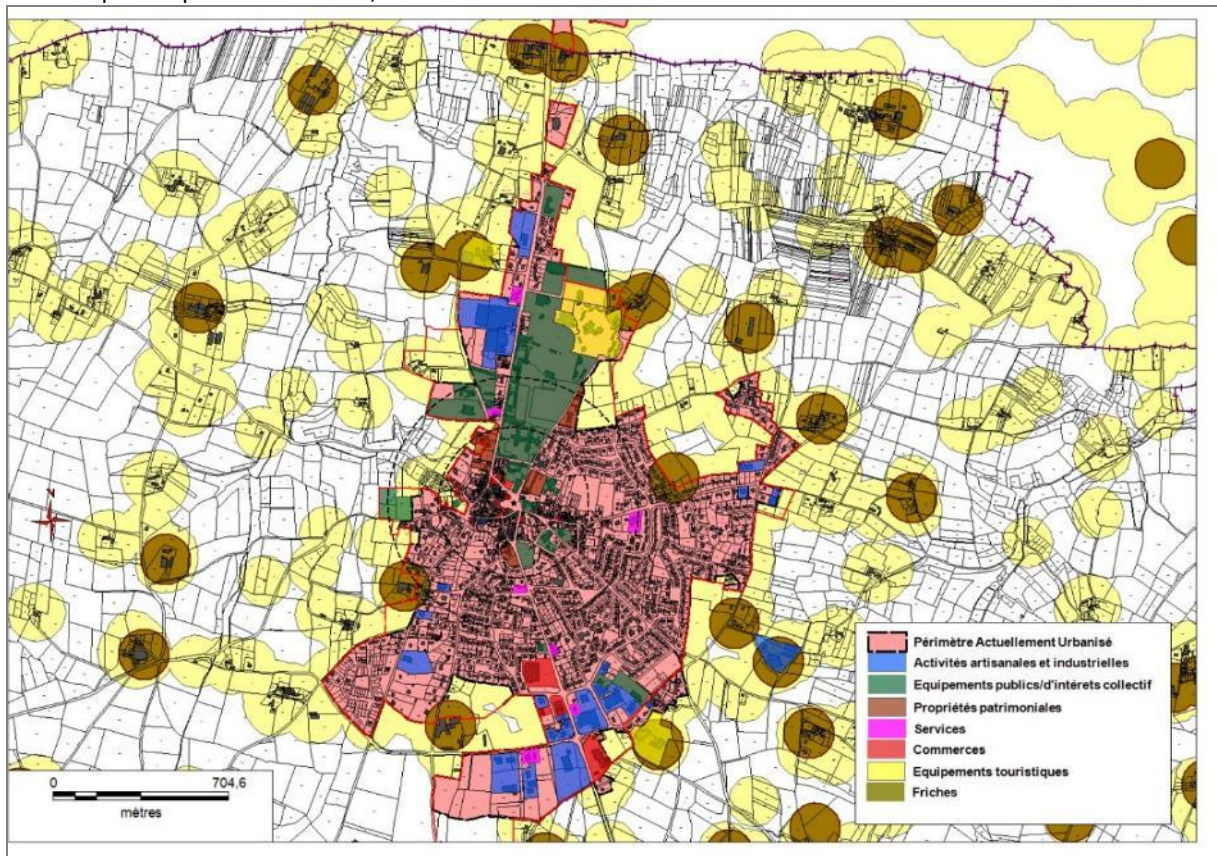 N
Périmètre Actuellement Urbanisé
Activités artisanales et industrielles
Equipements publics/d'intérets collectif
Propriétés patrimoniales
Services
Commerces
Equipements touristiques
Friches
0 704,6
mètres